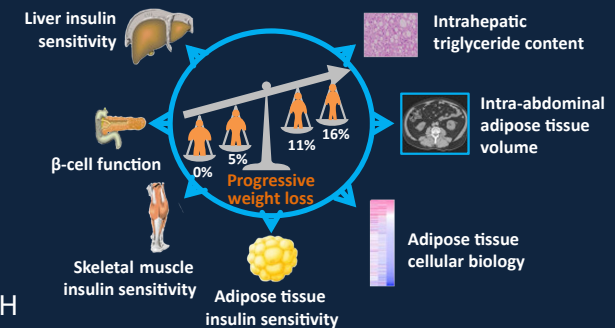 Liver insulin
sensitivity
Intrahepatic
triglyceride content
Intra-abdominal
adipose tissue
volume
β-cell function
0%
5%
11%
16%
Progressive
weight loss
Skeletal muscle
insulin sensitivity
Adipose tissue
insulin sensitivity
Adipose tissue
cellular biology
H